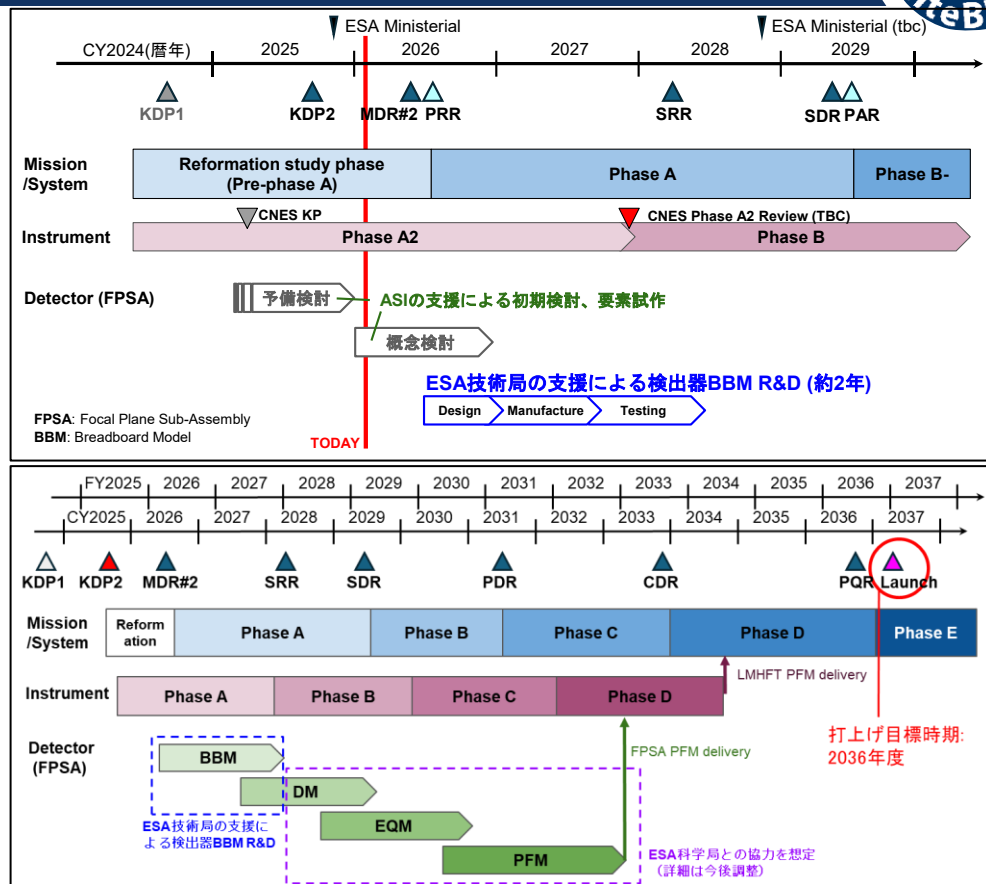 iteB
ESA Ministerial
ESA Ministerial (tbc)
CY2024(暦年)
2025
2026
2027
2028
2029
KDP1
KDP2
MDR#2
PRR
SRR
SDR
PAR
Mission
/System
Reformation study phase
(Pre-phase A)
Phase A
Phase B-
CNES KP
CNES Phase A2 Review (TBC)
Instrument
Phase A2
Phase B
Detector (FPSA)
予備検討
ASIの支援による初期検討、要素試作
概念検討
ESA技術局の支援による検出器BBM R&D (約2年)
Design
Manufacture
Testing
FPSA: Focal Plane Sub-Assembly
BBM: Breadboard Model
TODAY
FY2025
2026
2027
2028
2029
2030
2031
2032
2033
2034
2035
2036
2037
CY2025
2026
2027
2028
2029
2030
2031
2032
2033
2034
2035
2036
2037
KDP1
KDP2
MDR#2
SRR
SDR
PDR
CDR
PQR
Launch
Mission
/System
Reform
ation
Phase A
Phase B
Phase C
Phase D
Phase E
LMHFT PFM delivery
Instrument
Phase A
Phase B
Phase C
Phase D
打上げ目標時期:
2036年度
Detector
(FPSA)
FPSA PFM delivery
BBM
DM
EQM
PFM
ESA技術局の支援に
よる検出器BBM R&D
ESA科学局との協力を想定
(詳細は今後調整)